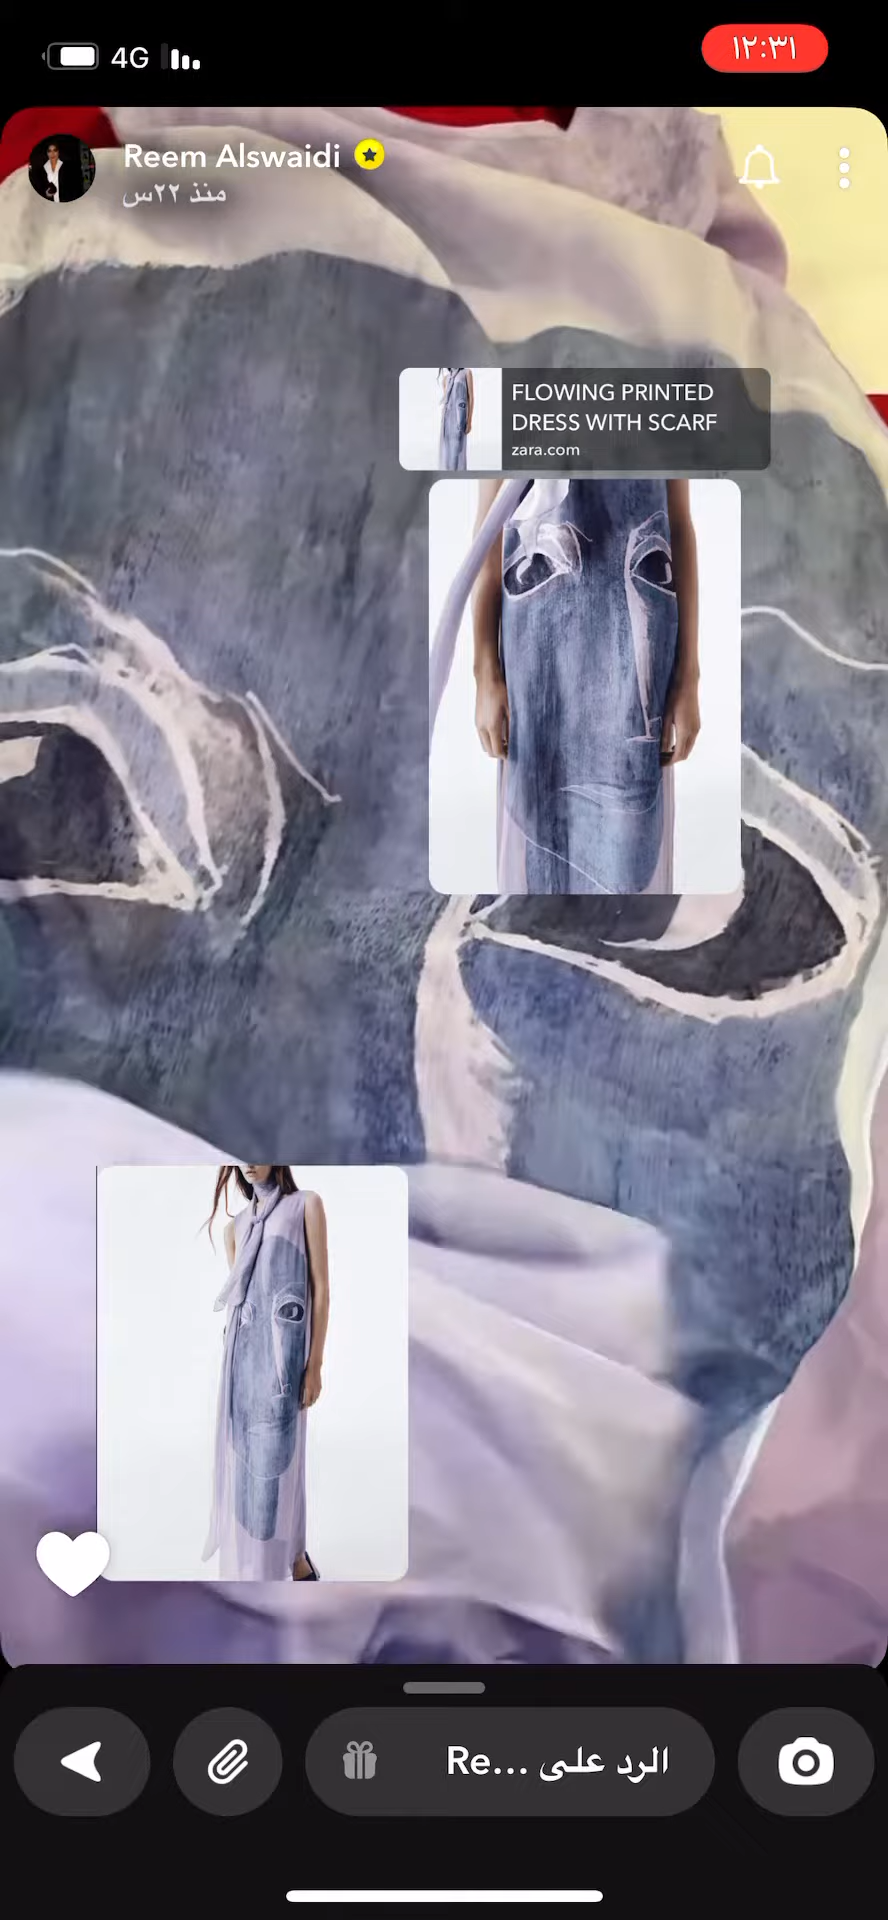 4G
١٢:٣١
Reem Alswaidi
منذ ٢٢س
FLOWING PRINTED
DRESS WITH SCARF
zara.com
الرد على Re...